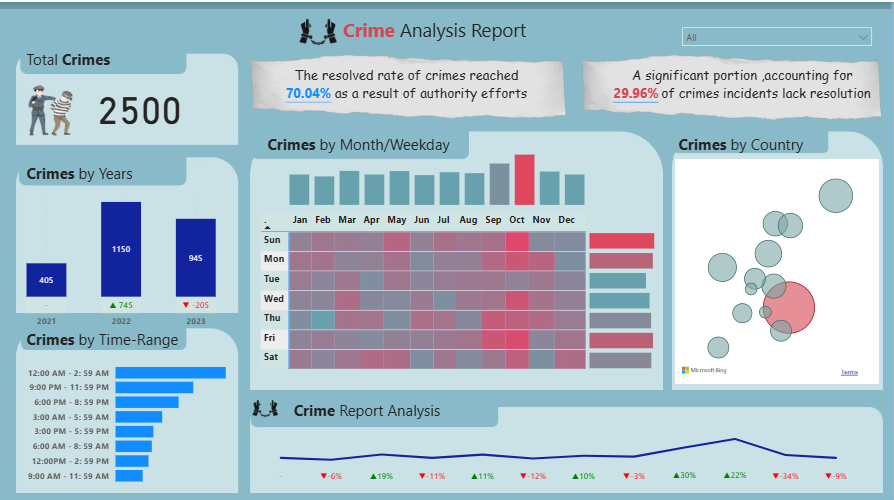 Crime Analysis Report
All
Total Crimes
2500
The resolved rate of crimes reached
70.04% as a result of authority efforts
A significant portion ,accounting for
29.96% of crimes incidents lack resolution
Crimes by Years
405
1150
945
-
▲ 745
▼ -205
2021
2022
2023
Crimes by Month/Weekday
Jan Feb Mar Apr May Jun Jul Aug Sep Oct Nov Dec
Sun
Mon
Tue
Wed
Thu
Fri
Sat
Crimes by Country
Microsoft Bing
Terms
Crimes by Time-Range
12:00 AM - 2: 59 AM
9:00 PM - 11: 59 PM
6:00 PM - 8: 59 PM
3:00 AM - 5: 59 AM
3:00 PM - 5: 59 PM
6:00 AM - 8: 59 AM
12:00PM - 2: 59 PM
9:00 AM - 11: 59 AM
Crime Report Analysis
- ▼-6% ▲19% ▼-11% ▲11% ▼-12% ▲10% ▼-3% ▲30% ▲22% ▼-34% ▼-9%